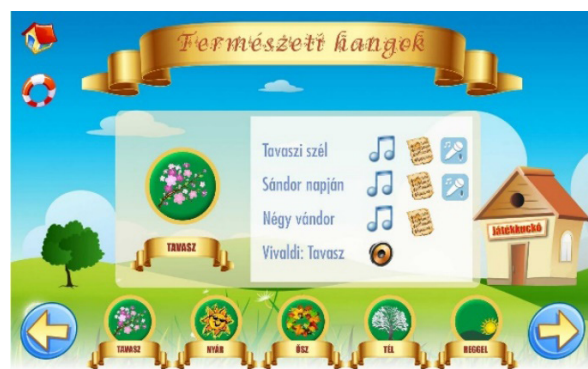 Természeti hangok
Tavaszi szél
Sándor napján
Négy vándor
Vivaldi: Tavasz
TAVASZ
Játékkuckó
TAVASZ
NYÁR
ŐSZ
TÉL
REGGEL